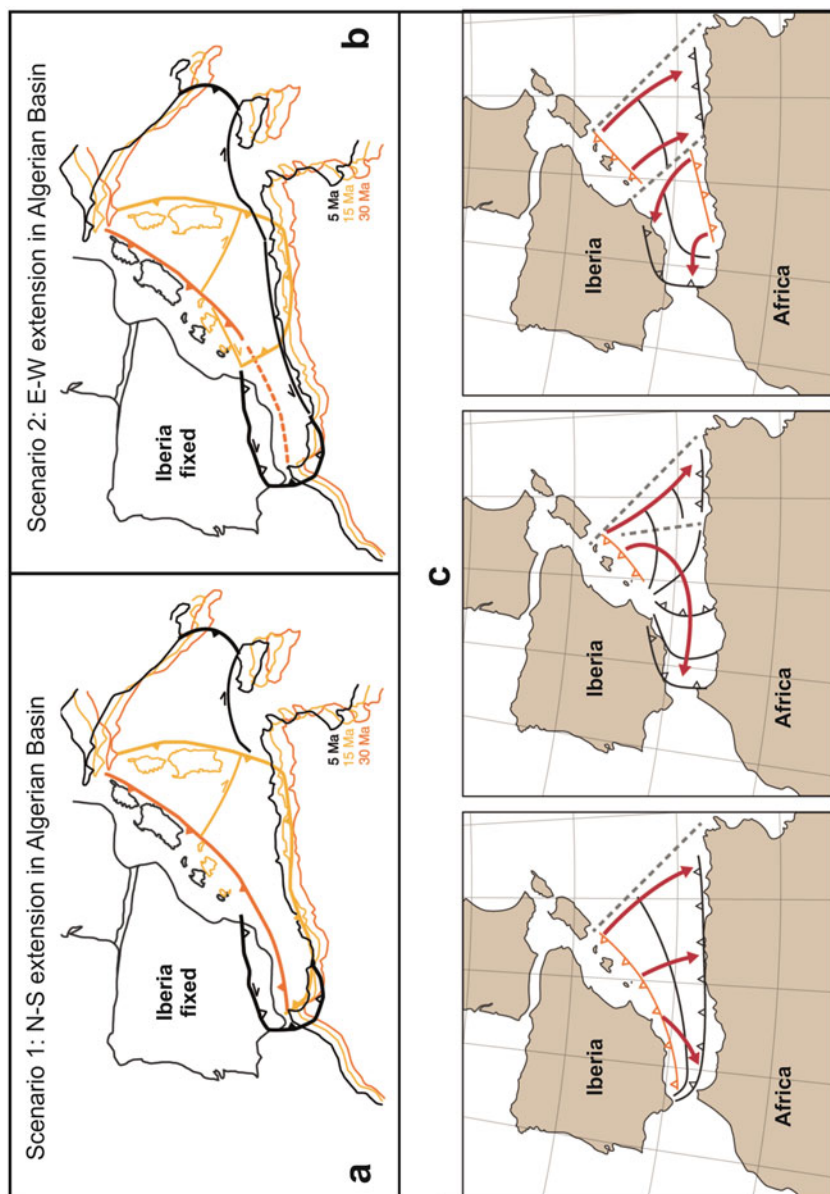 Scenario 1: N-S extension in Algerian Basin
Iberia
fixed
5 Ma
15 Ma
30 Ma
a
Scenario 2: E-W extension in Algerian Basin
Iberia
fixed
5 Ma
15 Ma
30 Ma
b
c
Iberia
Africa
Iberia
Africa
Iberia
Africa